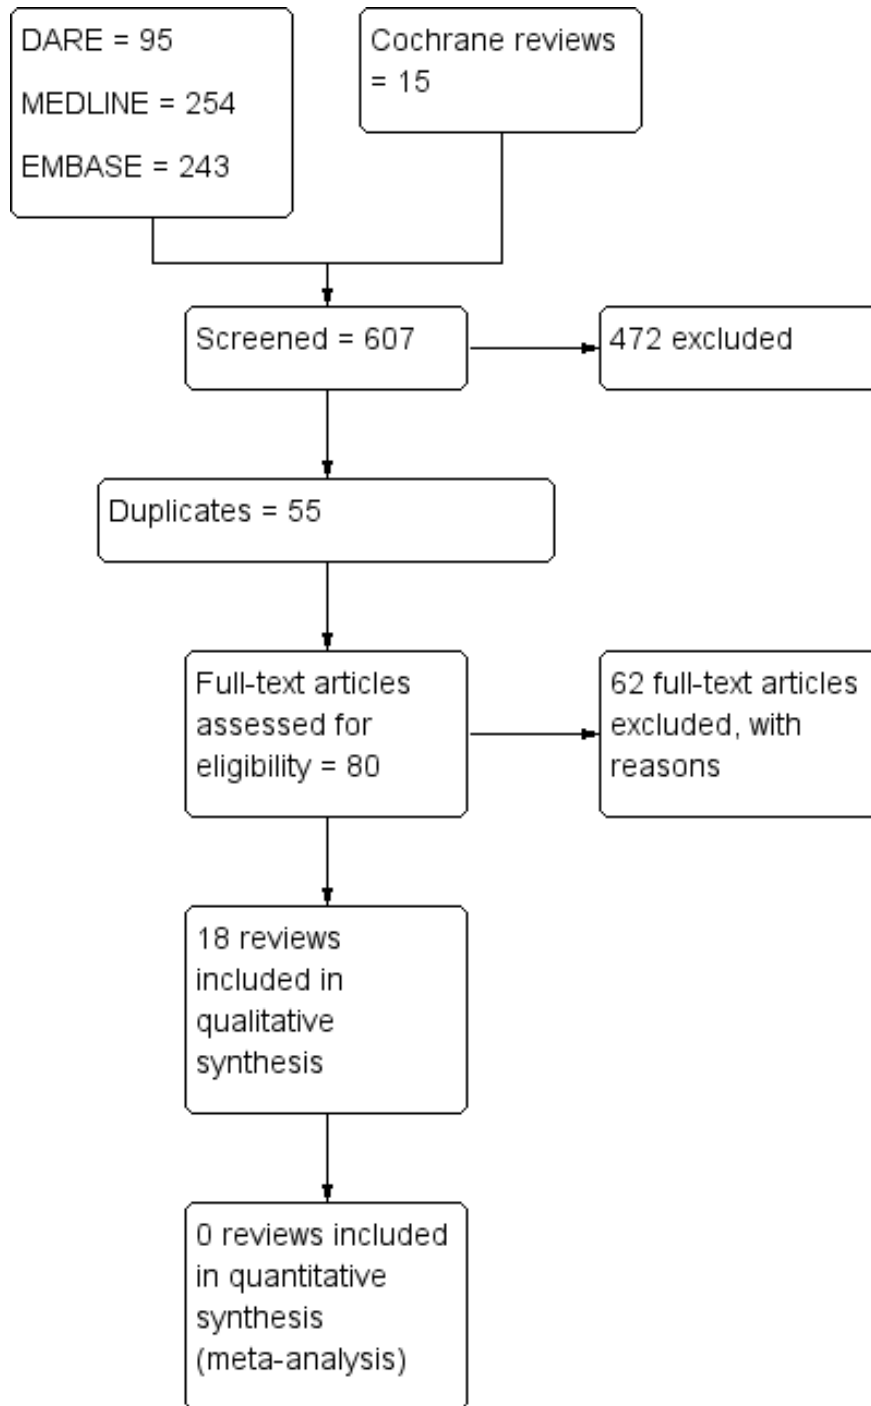 DARE = 95
MEDLINE = 254
EMBASE = 243
Cochrane reviews
= 15
Screened = 607
472 excluded
Duplicates = 55
Full-text articles
assessed for
eligibility = 80
62 full-text articles
excluded, with
reasons
18 reviews
included in
qualitative
synthesis
0 reviews included
in quantitative
synthesis
(meta-analysis)